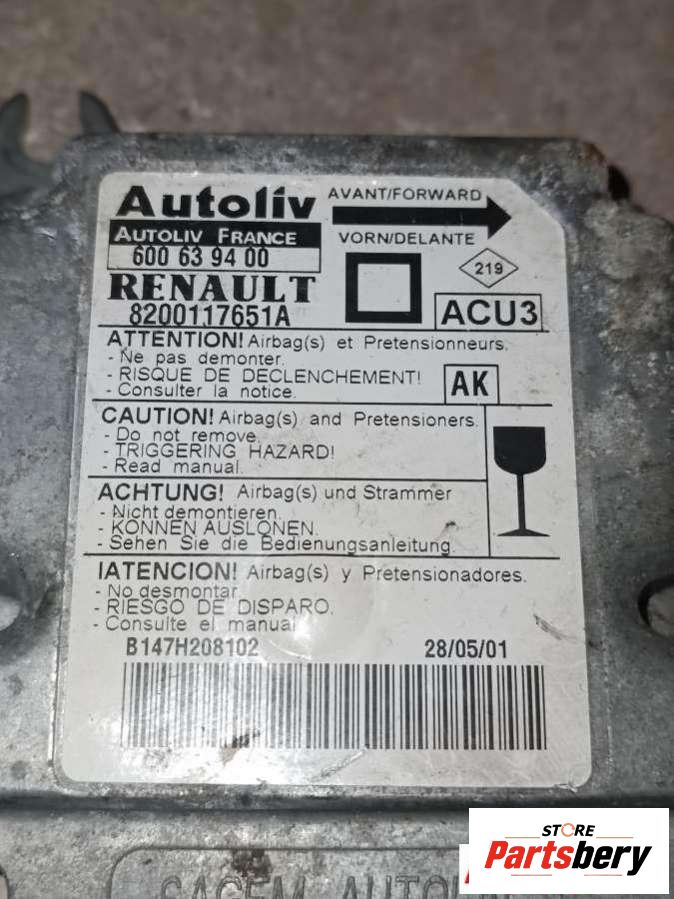 Autoliv
AVANT/FORWARD
AUTOLIV FRANCE
VORN/DELANTE
600 63 94 00
219
RENAULT
8200117651A
ACU3
ATTENTION! Airbag(s) et Pretensionneurs.
- Ne pas demonter.
- RISQUE DE DECLENCHEMENT!
- Consulter la notice.
AK
CAUTION! Airbag(s) and Pretensioners.
- Do not remove.
- TRIGGERING HAZARD!
- Read manual.
ACHTUNG! Airbag(s) und Strammer
- Nicht demontieren.
- KONNEN AUSLONEN.
- Sehen Sie die Bedienungsanleitung
IATENCION! Airbag(s) y Pretensionadores.
- No desmontar.
- RIESGO DE DISPARO.
- Consulte el manual
B147H208102
28/05/01
SAGEM
STORE
Partsbery